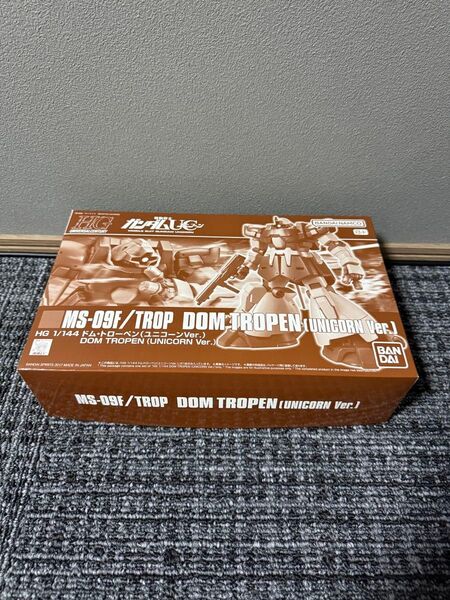 HG
ガンダムUC
BANDAI NAMCO
MS-09F/TROP DOM TROPEN [UNICORN Ver.]
HG 1/144 ドム・トローペン(ユニコーンVer.)
DOM TROPEN (UNICORN Ver.)
BAN
DAI
MS-09F/TROP DOM TROPEN [UNICORN Ver.]